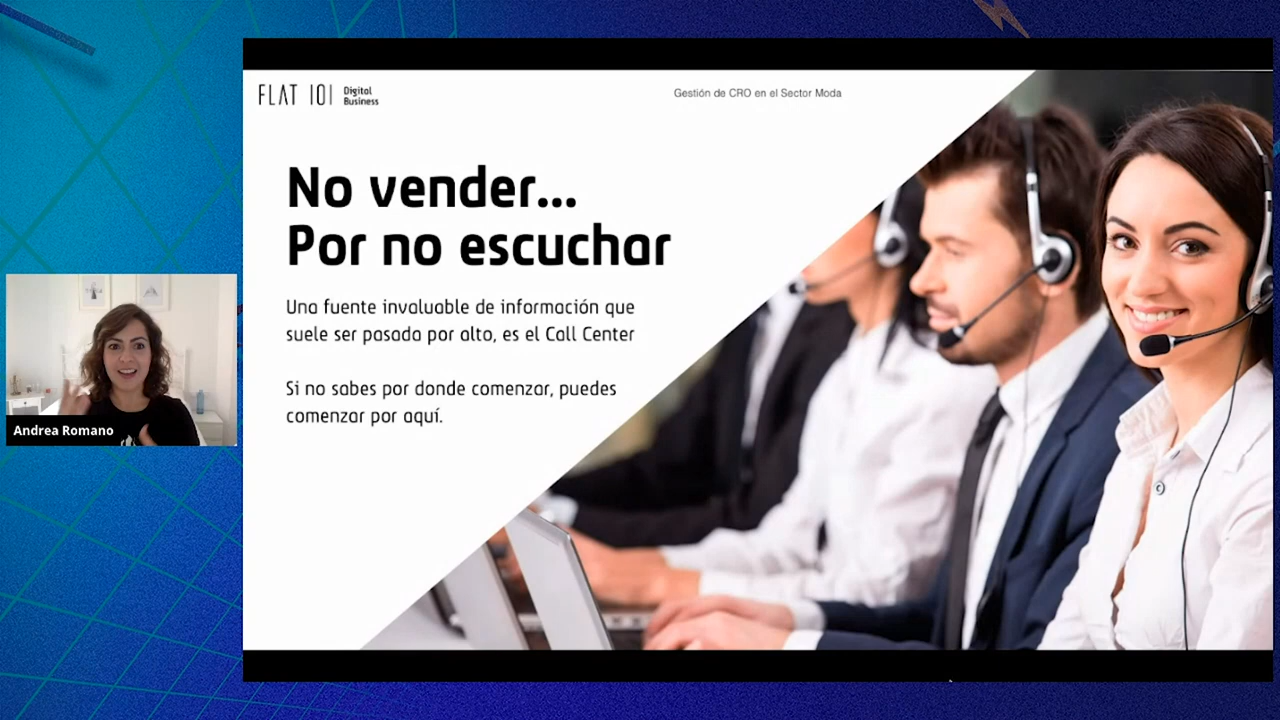 FLAT 101 Digital
Business
Gestión de CRO en el Sector Moda
No vender...
Por no escuchar
Una fuente invaluable de información que
suele ser pasada por alto, es el Call Center
Si no sabes por donde comenzar, puedes
comenzar por aquí.
Andrea Romano